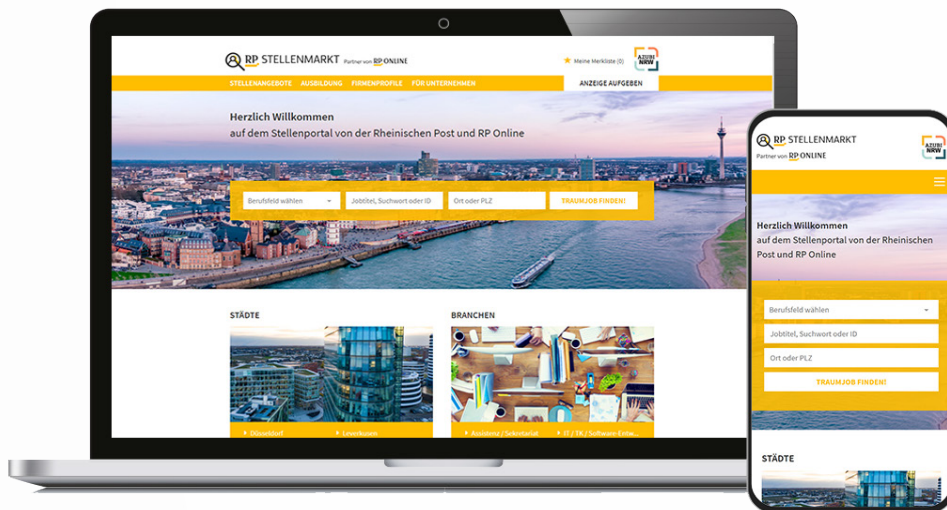 RP STELLENMARKT Partner von RP ONLINE
★ Meine Merkliste (0)
AZUBI
NRW
STELLENANGEBOTE AUSBILDUNG FIRMENPROFILE FÜR UNTERNEHMEN
ANZEIGE AUFGEBEN
Herzlich Willkommen
auf dem Stellenportal von der Rheinischen Post und RP Online
Berufsfeld wählen
Jobtitel, Suchwort oder ID
Ort oder PLZ
TRAUMJOB FINDEN!
STÄDTE
BRANCHEN
Düsseldorf
Leverkusen
Assistenz / Sekretariat
IT / TK / Software-Entw...
RP STELLENMARKT
Partner von RP ONLINE
AZUBI
NRW
Herzlich Willkommen
auf dem Stellenportal von der Rheinischen
Post und RP Online
Berufsfeld wählen
Jobtitel, Suchwort oder ID
Ort oder PLZ
TRAUMJOB FINDEN!
STÄDTE